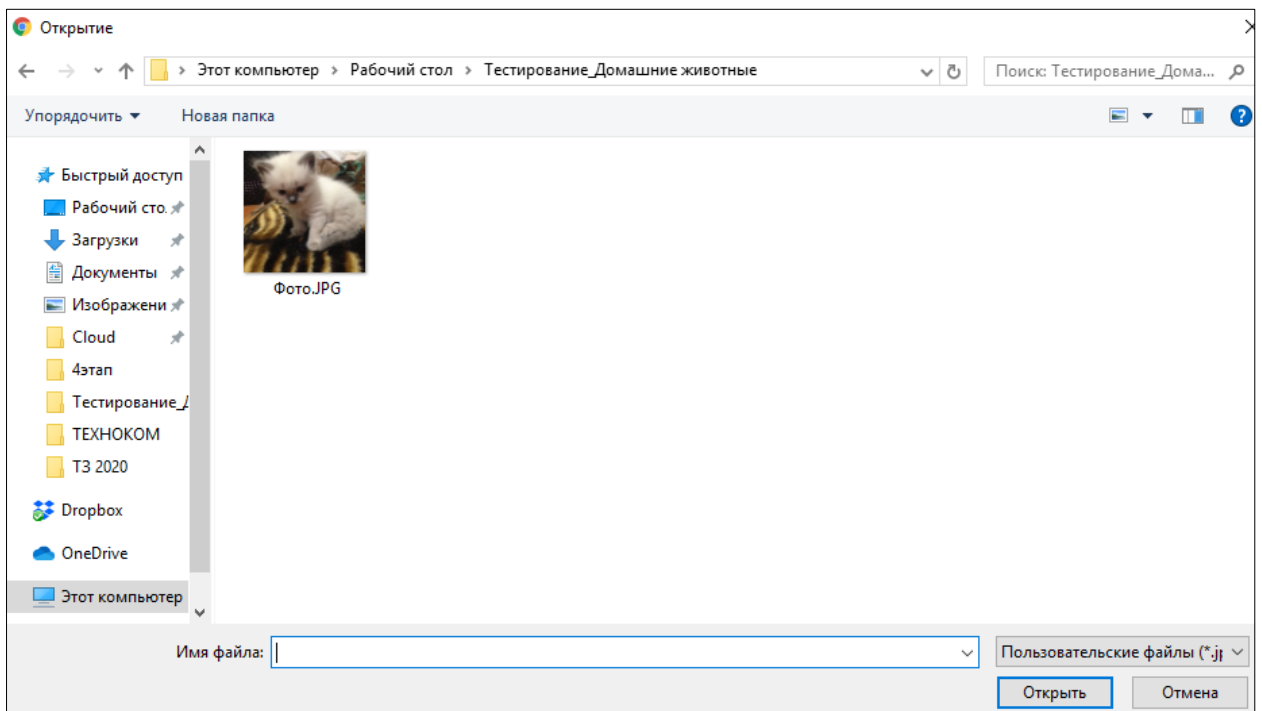 Открытие
Этот компьютер > Рабочий стол > Тестирование_Домашние животные
Поиск: Тестирование_Дома...
Упорядочить
Новая папка
Быстрый доступ
Рабочий сто.
Загрузки
Документы
Изображени
Cloud
4этап
Тестирование_Д
ТЕХНОКОМ
ТЗ 2020
Dropbox
OneDrive
Этот компьютер
Фото.JPG
Имя файла:
Пользовательские файлы (*.jp
Открыть
Отмена